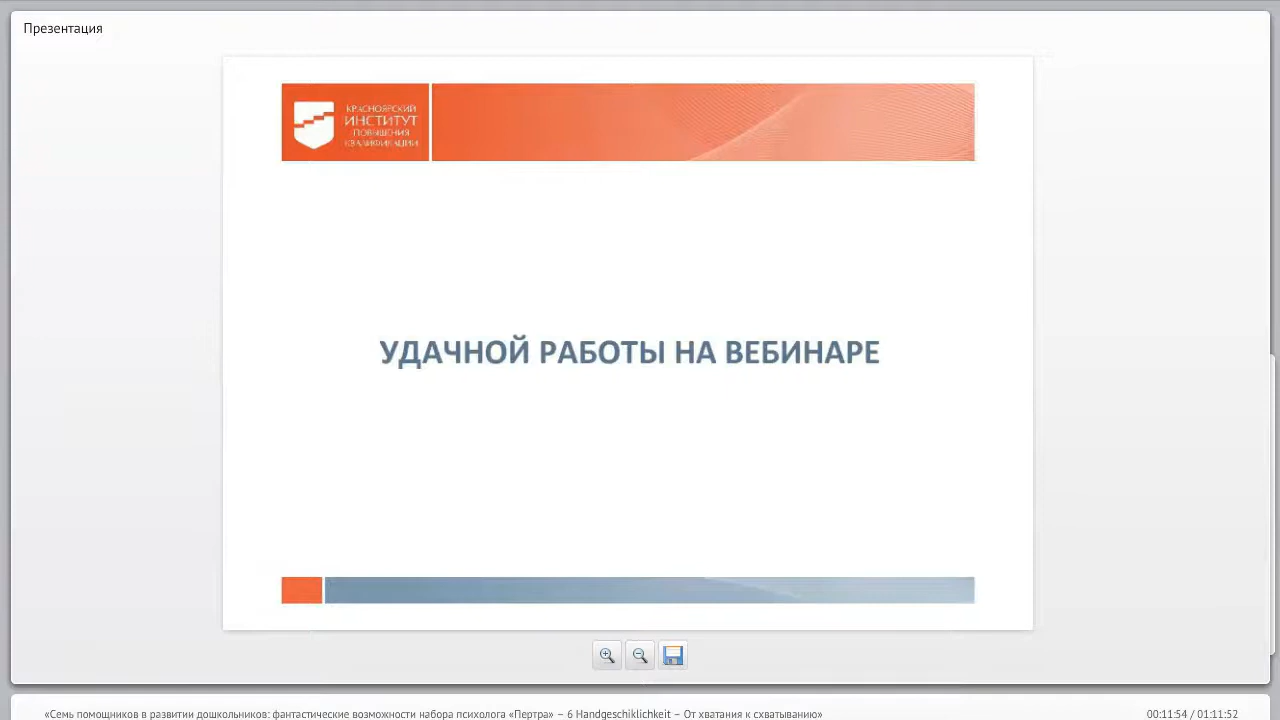 Презентация
КРАСНОЯРСКИЙ
ИНСТИТУТ
ПОВЫШЕНИЯ
КВАЛИФИКАЦИИ
УДАЧНОЙ РАБОТЫ НА ВЕБИНАРЕ
«Семь помощников в развитии дошкольников: фантастические возможности набора психолога «Пертра» – 6 Handgeschiklichkeit – От хватания к схватыванию»
00:11:54 / 01:11:52